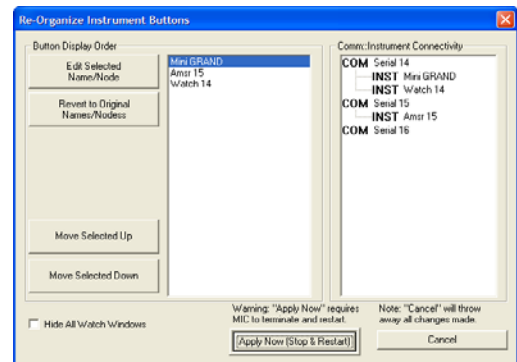 Re-Organize Instrument Buttons
Button Display Order
Edit Selected
Name/Node
Revert to Original
Names/Nodess
Move Selected Up
Move Selected Down
Mini GRAND
Amsr 15
Watch 14
Comm::Instrument Connectivity
COM Serial 14
INST Mini GRAND
INST Watch 14
COM Serial 15
INST Amsr 15
COM Serial 16
Hide All Watch Windows
Warning: "Apply Now" requires
MIC to terminate and restart.
Apply Now (Stop & Restart)
Note: "Cancel" will throw
away all changes made.
Cancel